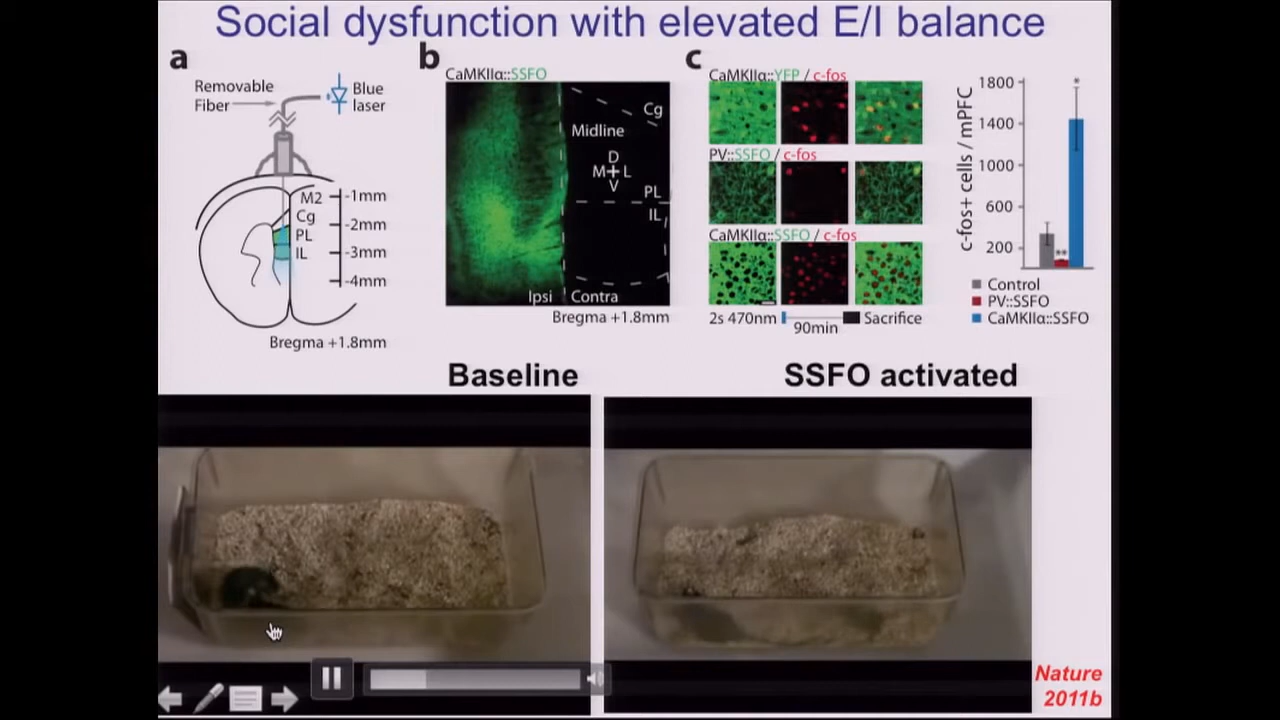 Social dysfunction with elevated E/I balance
a
Removable
Fiber
Blue
laser
M2
Cg
PL
IL
-1mm
-2mm
-3mm
-4mm
Bregma +1.8mm
b
CaMKIIα::SSFO
Cg
Midline
D
M L
V
PL
IL
Ipsi
Contra
Bregma +1.8mm
c
CaMKIIα::YFP / c-fos
PV::SSFO / c-fos
CaMKIIα::SSFO / c-fos
2s 470nm
90min
Sacrifice
c-fos+ cells / mPFC
1800
1400
1000
600
200
*
**
Control
PV::SSFO
CaMKIIα::SSFO
Baseline
SSFO activated
Nature
2011b